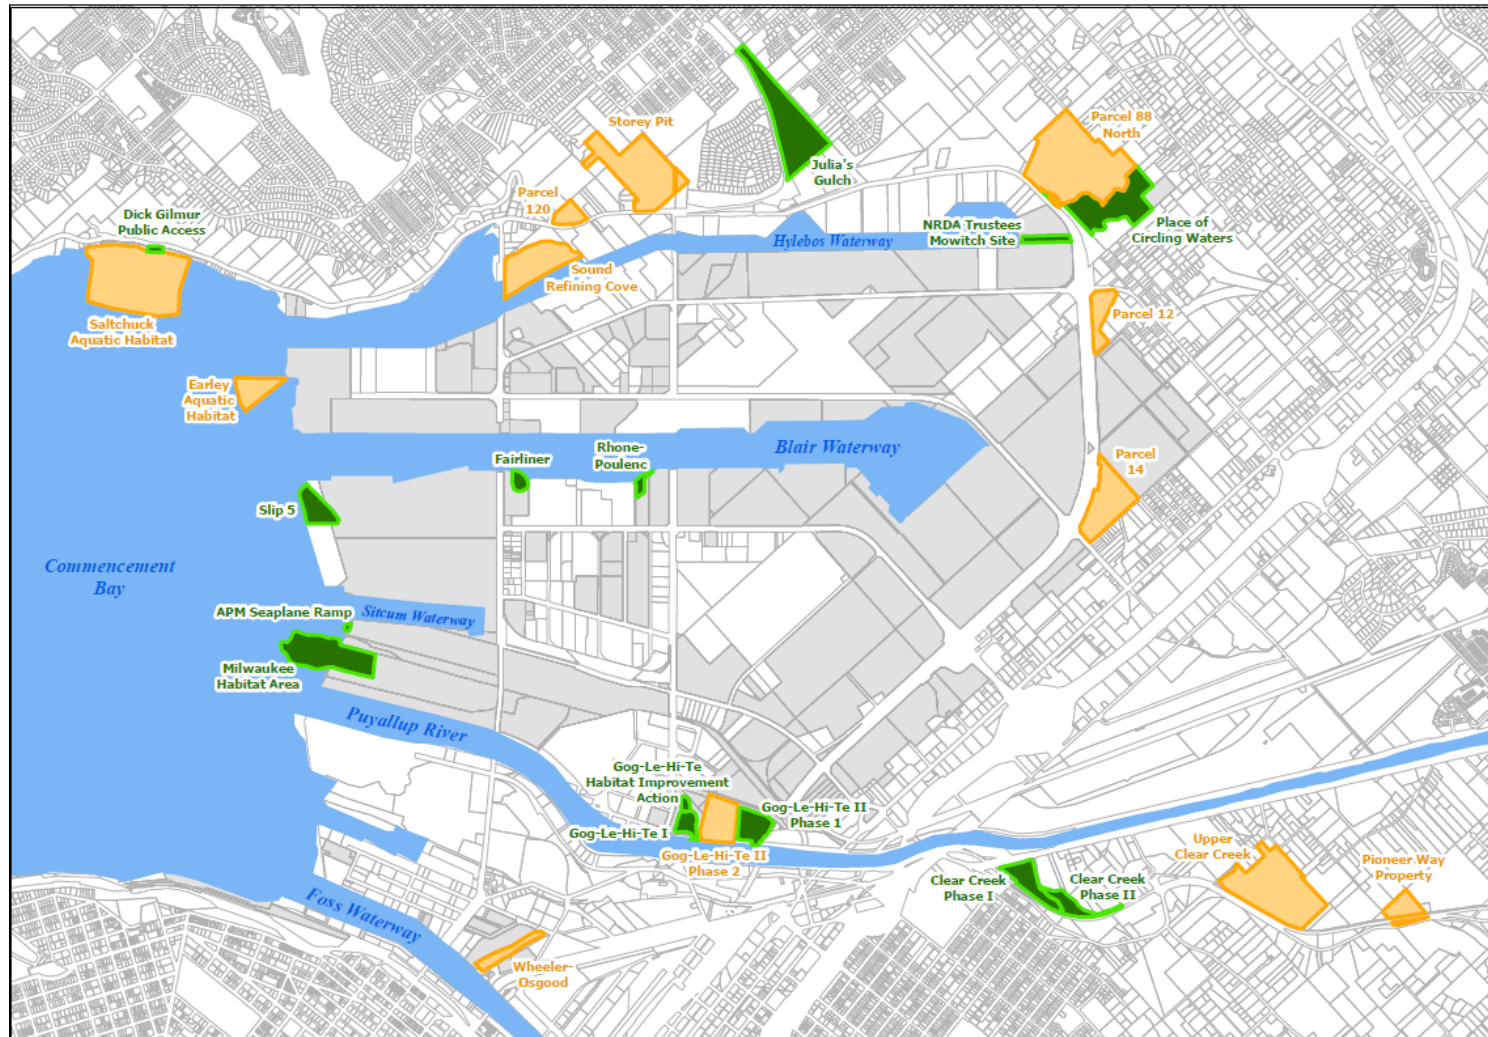 Storey Pit
Parcel 88
North
Julia's
Gulch
Parcel
120
Dick Gilmur
Public Access
NRDA Trustees
Mowitch Site
Place of
Circling Waters
Hylebos Waterway
Sound
Refining Cove
Parcel 12
Saltchuck
Aquatic Habitat
Earley
Aquatic
Habitat
Fairliner
Rhone-
Poulenc
Blair Waterway
Parcel
14
Slip 5
Commencement
Bay
APM Seaplane Ramp
Sitcum Waterway
Milwaukee
Habitat Area
Puyallup River
Gog-Le-Hi-Te
Habitat Improvement
Action
Gog-Le-Hi-Te II
Phase 1
Gog-Le-Hi-Te I
Gog-Le-Hi-Te II
Phase 2
Upper
Clear Creek
Pioneer Way
Property
Clear Creek
Phase I
Clear Creek
Phase II
Foss Waterway
Wheeler-
Osgood